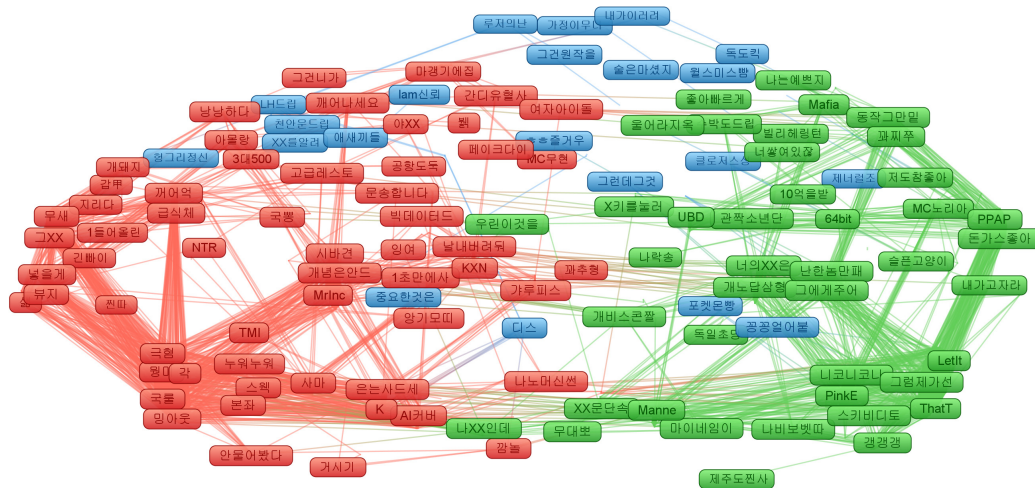 내가이러려
루저의난
가정이무너
그건원작을
독도킥
술은마셨지
윌스미스빵
마갱기에집
그건니가
나는예쁘지
Iam신뢰
간디유혈사
좋아빠르게
Mafia
LH드립
깨어나세요
여자아이돌
낭낭하다
동작그만밑
천안문드립
아XX
뷁
울어라지옥
박도드립
빌리헤링턴
꽈찌쭈
아몰랑
XX를알려
애새끼들
ㅎㅎ즐거우
페이크다이
너쌓여있잖
헝그리정신
3대500
MC무현
클로저스
개돼지
공항도둑
고급레스토
제너럴조
저도참좋아
갑甲
꺼어억
문송합니다
그런데그것
10억을받
지리다
X키를눌러
MC노리아
무새
급식체
국뽕
빅데이터드
우린이것을
UBD
관짝소년단
64bit
PPAP
그XX
1들어올린
NTR
시바견
잉여
날내버려둬
돈가스좋아
긴빠이
나락송
너의XX은
슬픈고양이
넣을게
개념은안드
1초만에사
KXN
꽈추형
난한놈만패
뷰지
찐따
MrInc
중요한것은
갸루피스
개노답삼형
그에게주어
내가고자라
포켓몬빵
앙기모띠
개비스콘짤
꽁꽁얼어붙
TMI
디스
독일초딩
극혐
누워누워
LetIt
각
스웩
사마
은는사드세
나노머신썬
니코니코니
그럼제가선
국룰
본좌
K
AI커버
XX문단속
Manne
PinkE
스키비디토
ThatT
밍아웃
나XX인데
무대뽀
마이네임이
나비보벳따
갱갱갱
안물어봤다
거시기
깜놀
제주도찐사